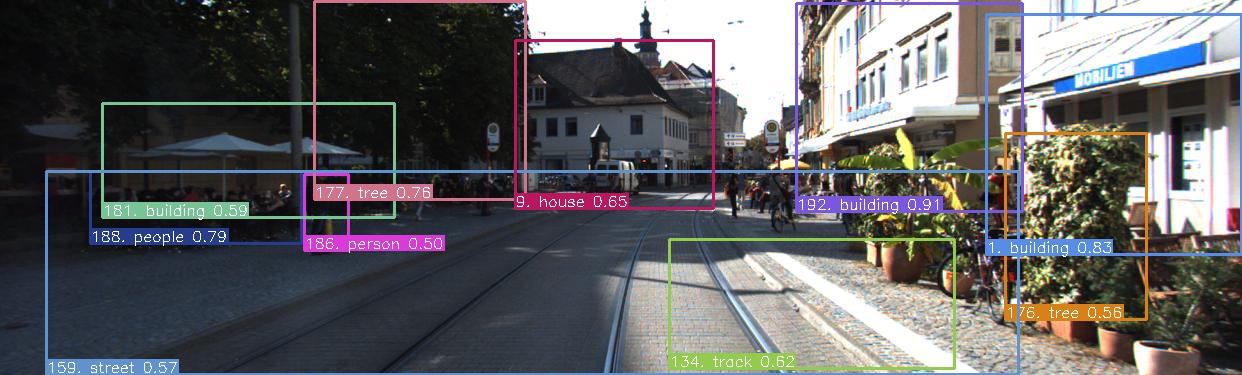 MOBILIEN
177. tree 0.76
9. house 0.65
192. building 0.91
181. building 0.59
188. people 0.79
186. person 0.50
1. building 0.83
176. tree 0.56
134. track 0.62
159. street 0.57